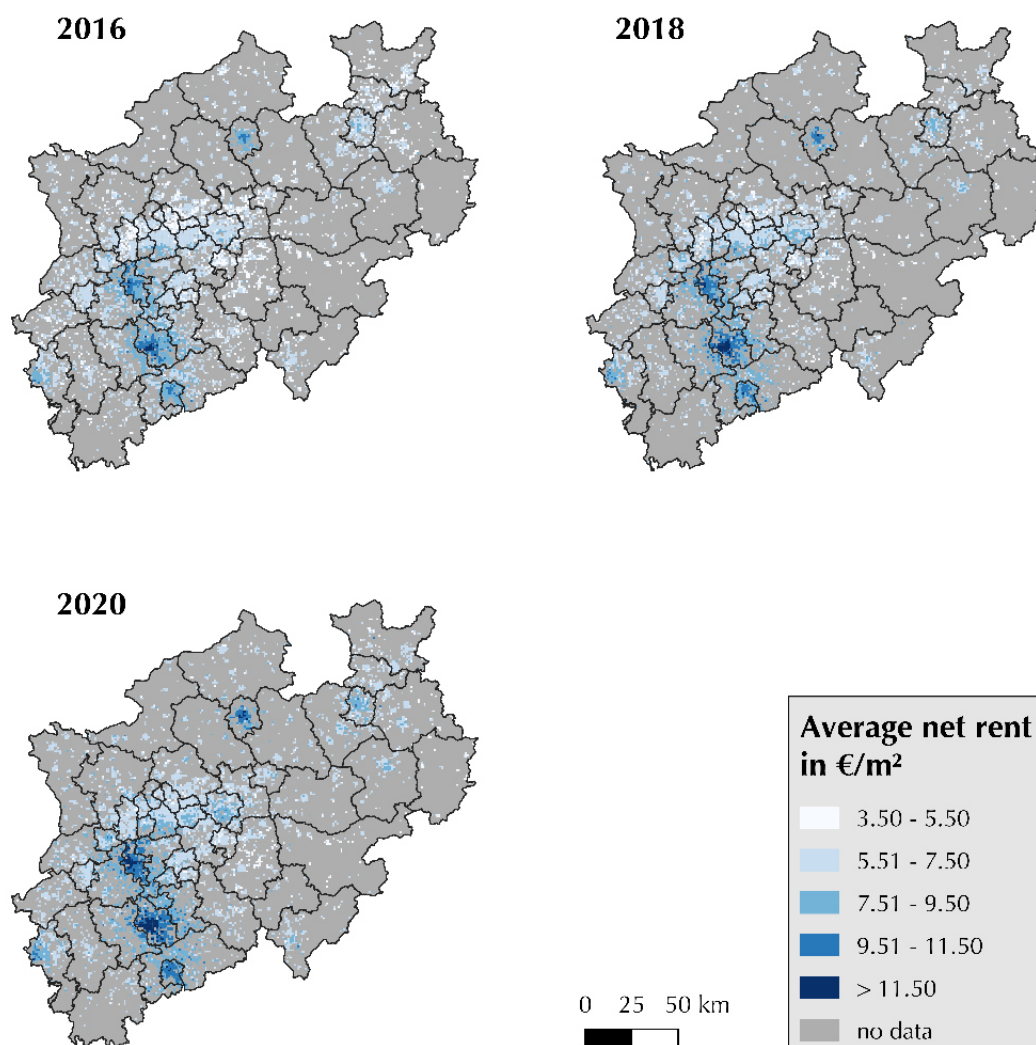 2016
2018
2020
Average net rent
in €/m²
3.50 - 5.50
5.51 - 7.50
7.51 - 9.50
9.51 - 11.50
> 11.50
no data
0 25 50 km